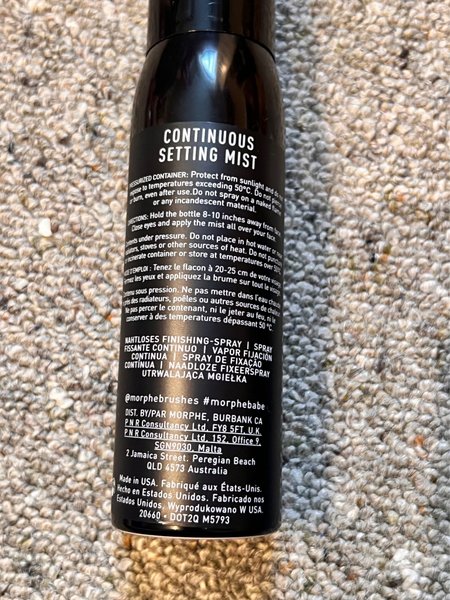 CONTINUOUS
SETTING MIST
PRESSURIZED CONTAINER: Protect from sunlight and do
expose to temperatures exceeding 50°C. Do not
or burn, even after use.Do not spray on a naked
or any incandescent material.
DIRECTIONS: Hold the bottle 8-10 inches away from
Close eyes and apply the mist all over your face.
under pressure. Do not place in hot water or
stoves or other sources of heat. Do not
incinerate container or store at temperatures over
D'EMPLOI : Tenez le flacon à 20-25 cm de votre
les yeux et appliquez la brume sur tout le
sous pression. Ne pas mettre dans l'eau
des radiateurs, poêles ou autres sources de
Ne pas percer le contenant, ni le jeter au feu, ni le
conserver à des températures dépassant 50 °C.
NAHTLOSES FINISHING-SPRAY | SPRAY
FISSANTE CONTINUO | VAPOR FIJACIÓN
CONTINUA | SPRAY DE FIXAÇÃO
CONTÍNUA | NAADLOZE FIXEERSPRAY
UTRWALAJĄCA MGIEŁKA
@morphebrushes #morphebabe
DIST. BY/PAR MORPHE, BURBANK CA
P N R Consultancy Ltd, FY8 5FT, U.K.
P N R Consultancy Ltd, 152, Office 9,
SGN9030, Malta
2 Jamaica Street, Peregian Beach
QLD 4573 Australia
Made in USA. Fabriqué aux États-Unis.
Hecho en Estados Unidos. Fabricado nos
Estados Unidos. Wyprodukowano W USA.
20660 • DOT2Q M5793